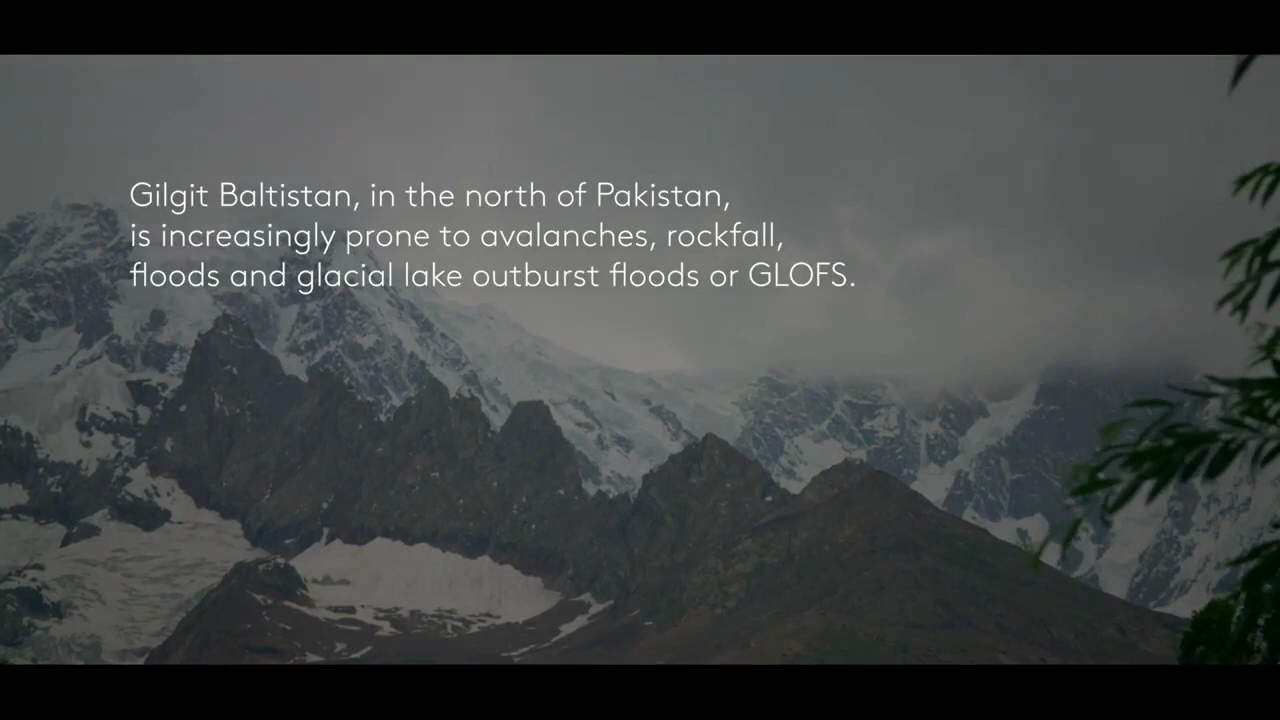 Gilgit Baltistan, in the north of Pakistan,
is increasingly prone to avalanches, rockfall,
floods and glacial lake outburst floods or GLOFS.